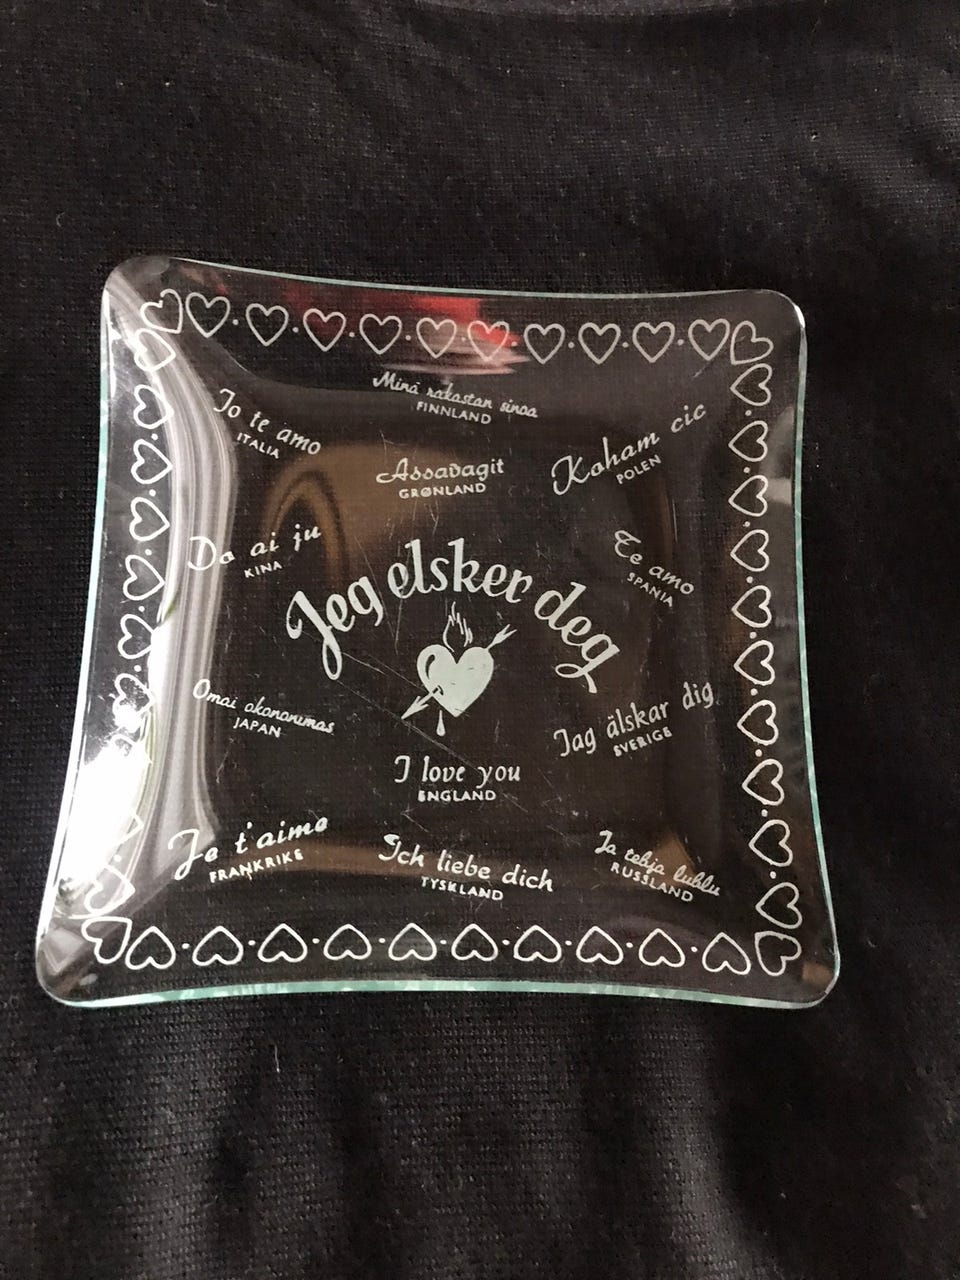 Minä rakastan sinoa
FINNLAND
Io te amo
ITALIA
Assavagit
GRØNLAND
Koham cic
POLEN
Do ai ju
KINA
Te amo
SPANIA
Jeg elsker deg
Omai okononumas
JAPAN
Jag älskar dig
SVERIGE
I love you
ENGLAND
Je t'aime
FRANKRIKE
Ich liebe dich
TYSKLAND
Ja tebja lublu
RUSSLAND